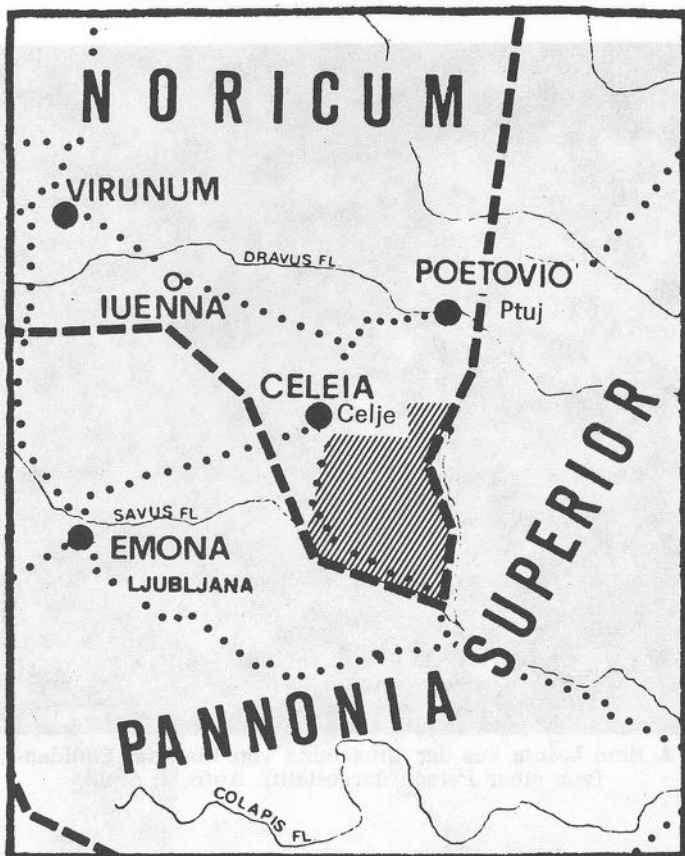 NORICUM
VIRUNUM
DRAVUS FL
POETOVIO
Ptuj
IUENNA
CELEIA
Celje
SAVUS FL
EMONA
LJUBLJANA
PANNONIA SUPERIOR
COLAPIS FL